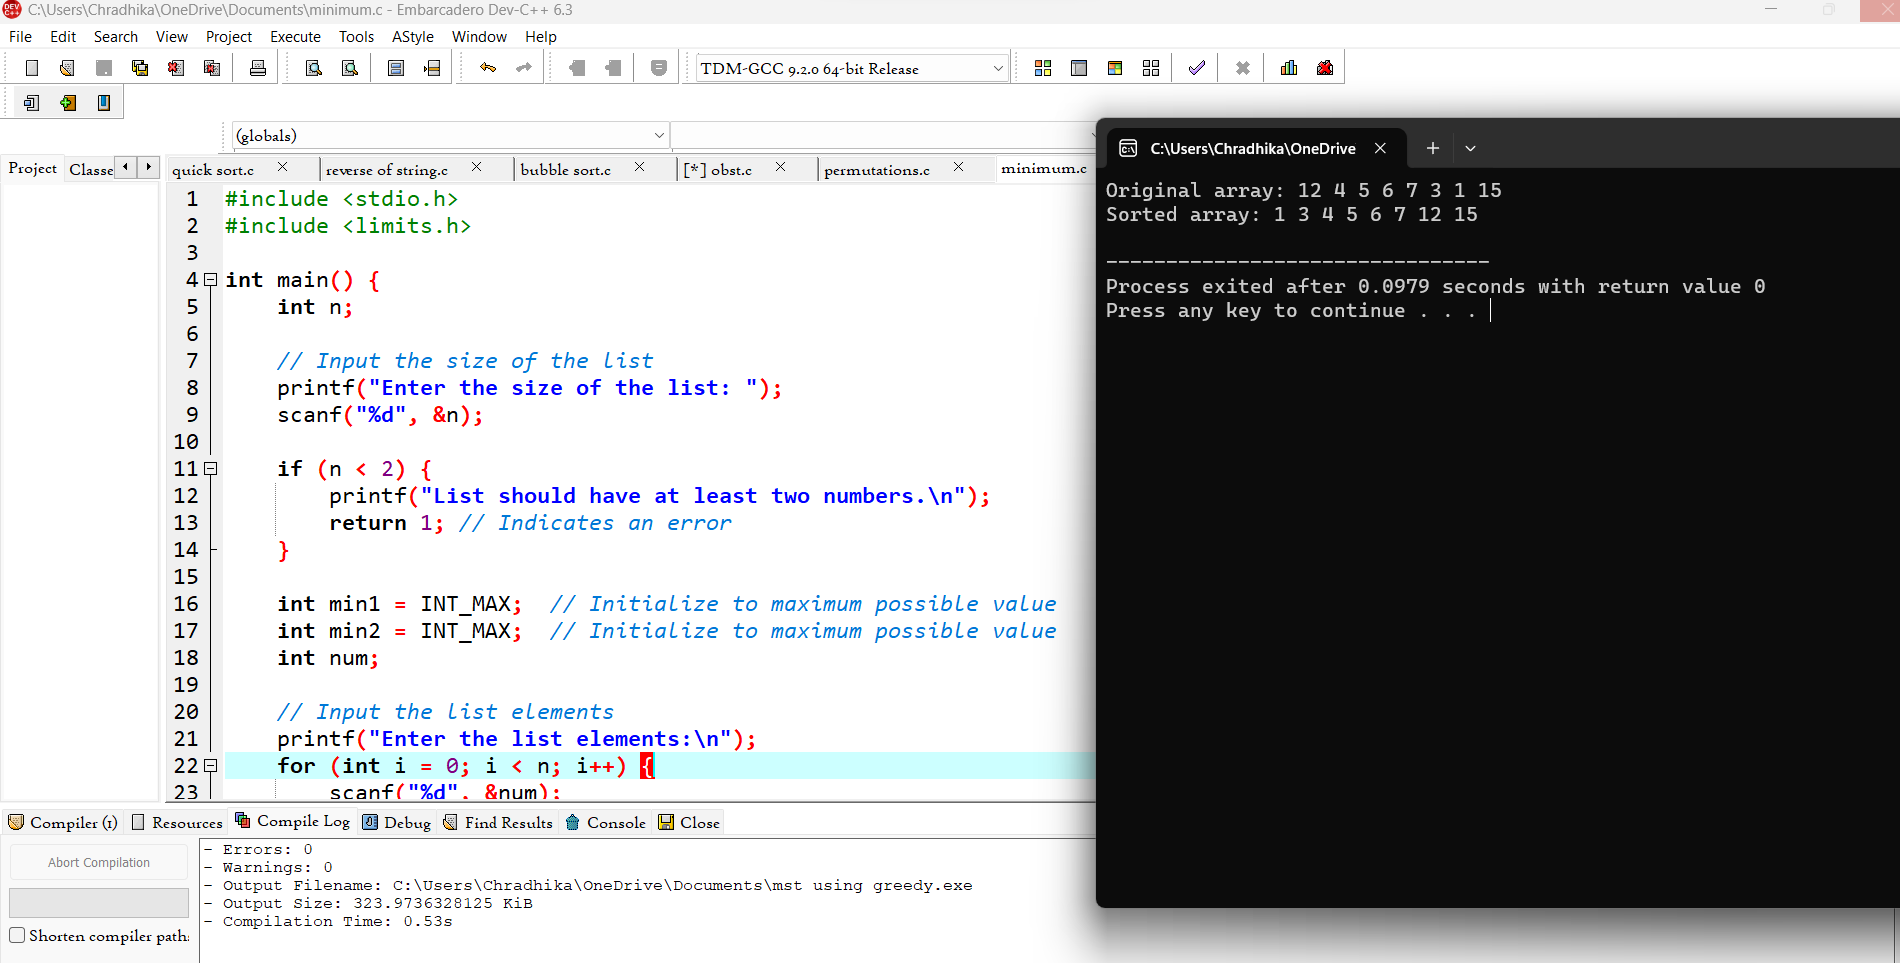 C:\Users\Chradhika\OneDrive\Documents\minimum.c - Embarcadero Dev-C++ 6.3
File Edit Search View Project Execute Tools AStyle Window Help
TDM-GCC 9.2.0 64-bit Release
(globals)
Project Classe
quick sort.c reverse of string.c bubble sort.c [*] obst.c permutations.c minimum.c
1 #include <stdio.h>
2 #include <limits.h>
3
4 int main() {
5 int n;
6
7 // Input the size of the list
8 printf("Enter the size of the list: ");
9 scanf("%d", &n);
10
11 if (n < 2) {
12 printf("List should have at least two numbers.\n");
13 return 1; // Indicates an error
14 }
15
16 int min1 = INT_MAX; // Initialize to maximum possible value
17 int min2 = INT_MAX; // Initialize to maximum possible value
18 int num;
19
20 // Input the list elements
21 printf("Enter the list elements:\n");
22 for (int i = 0; i < n; i++) {
23 scanf("%d", &num);
Compiler (1) Resources Compile Log Debug Find Results Console Close
Abort Compilation
Shorten compiler paths
- Errors: 0
- Warnings: 0
- Output Filename: C:\Users\Chradhika\OneDrive\Documents\mst using greedy.exe
- Output Size: 323.9736328125 KiB
- Compilation Time: 0.53s
C:\Users\Chradhika\OneDrive
Original array: 12 4 5 6 7 3 1 15
Sorted array: 1 3 4 5 6 7 12 15
--------------------------------
Process exited after 0.0979 seconds with return value 0
Press any key to continue . . .